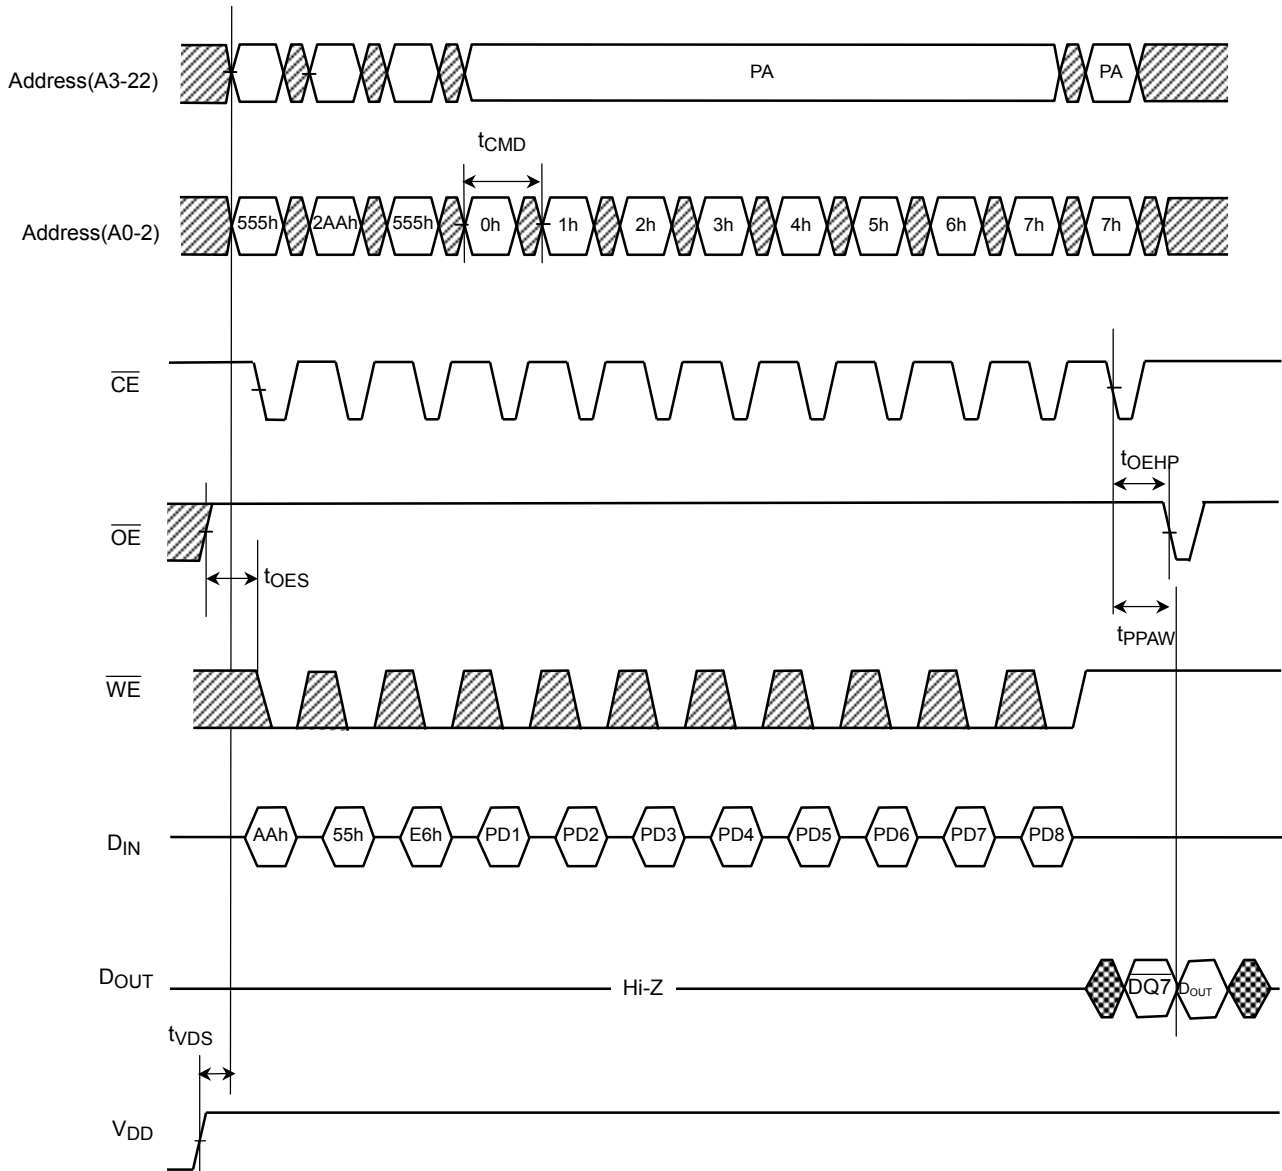 Address(A3-22)
PA
PA
tCMD
Address(A0-2)
555h
2AAh
555h
0h
1h
2h
3h
4h
5h
6h
7h
7h
CE
tOEHP
OE
tOES
tPPAW
WE
DIN
AAh
55h
E6h
PD1
PD2
PD3
PD4
PD5
PD6
PD7
PD8
DOUT
Hi-Z
DQ7
DOUT
tVDS
VDD